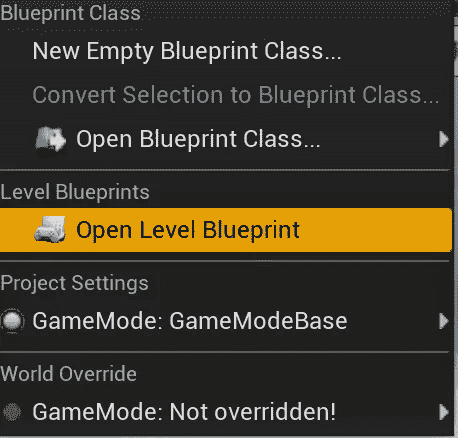 Blueprint Class
New Empty Blueprint Class...
Convert Selection to Blueprint Class...
Open Blueprint Class...
Level Blueprints
Open Level Blueprint
Project Settings
GameMode: GameModeBase
World Override
GameMode: Not overridden!